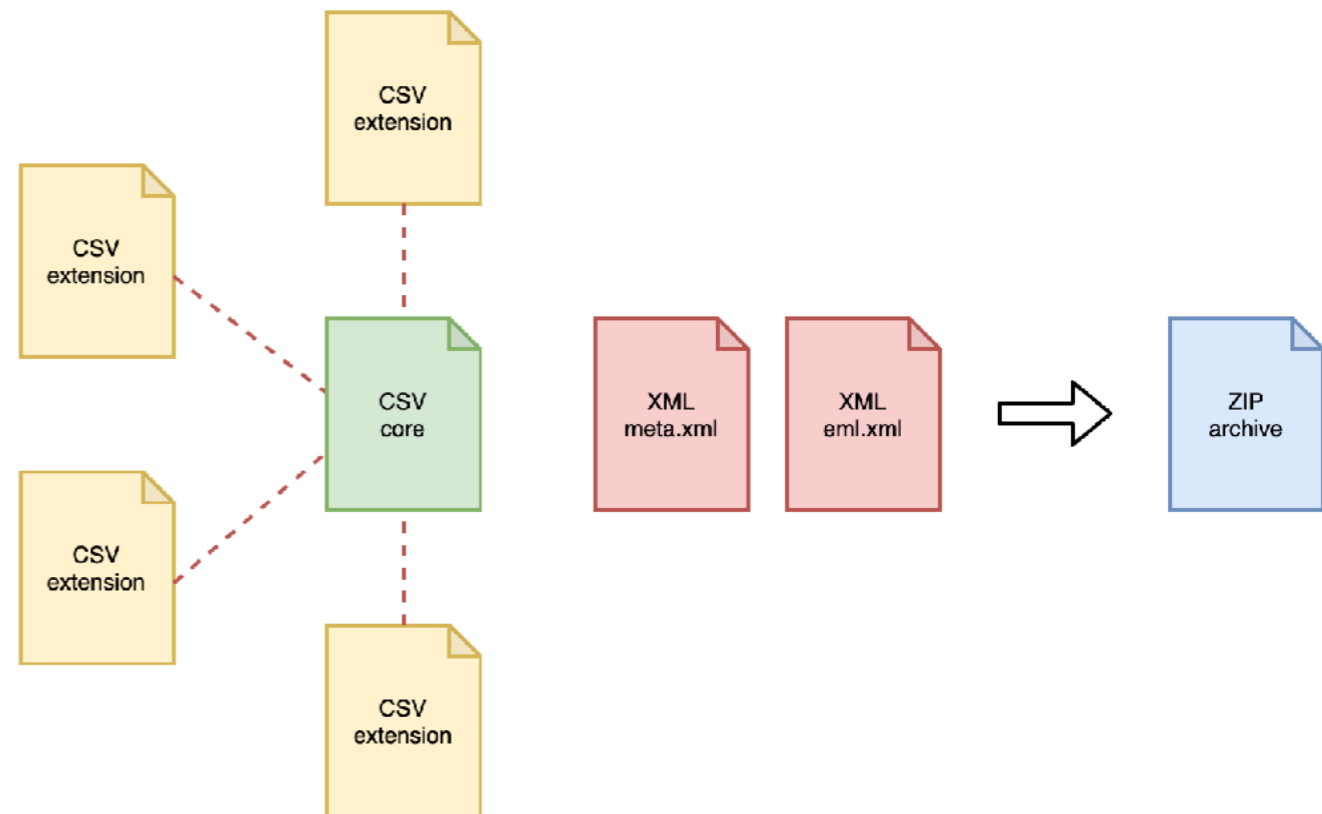 CSV
extension
CSV
extension
CSV
core
XML
meta.xml
XML
eml.xml
ZIP
archive
CSV
extension
CSV
extension